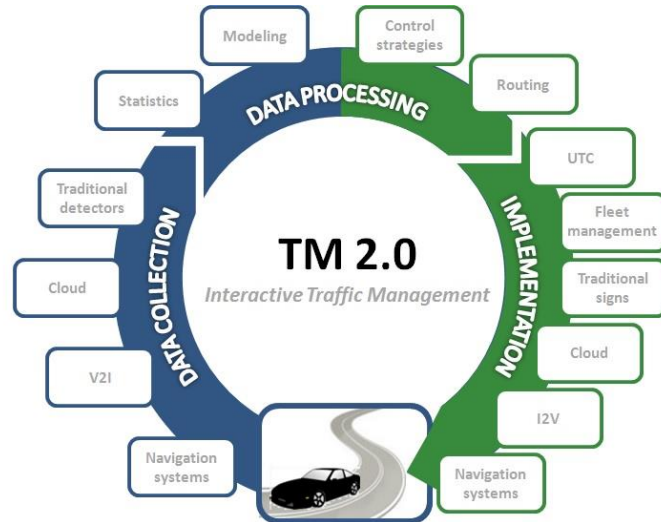 Modeling
Control
strategies
Statistics
Routing
DATA PROCESSING
Traditional
detectors
UTC
Cloud
Fleet
management
DATA COLLECTION
TM 2.0
Interactive Traffic Management
IMPLEMENTATION
Traditional
signs
V2I
Cloud
I2V
Navigation
systems
Navigation
systems